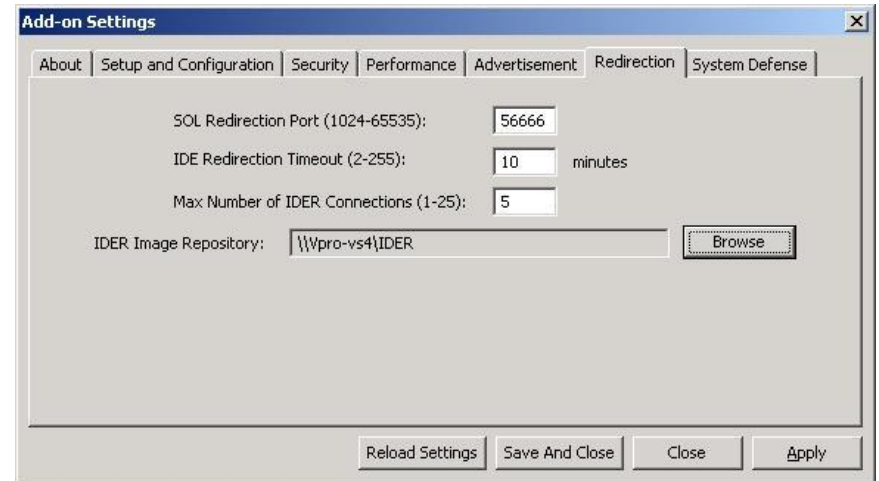 Add-on Settings
About Setup and Configuration Security Performance Advertisement Redirection System Defense
SOL Redirection Port (1024-65535): 56666
IDE Redirection Timeout (2-255): 10 minutes
Max Number of IDER Connections (1-25): 5
IDER Image Repository: \\Vpro-vs4\IDER Browse
Reload Settings Save And Close Close Apply